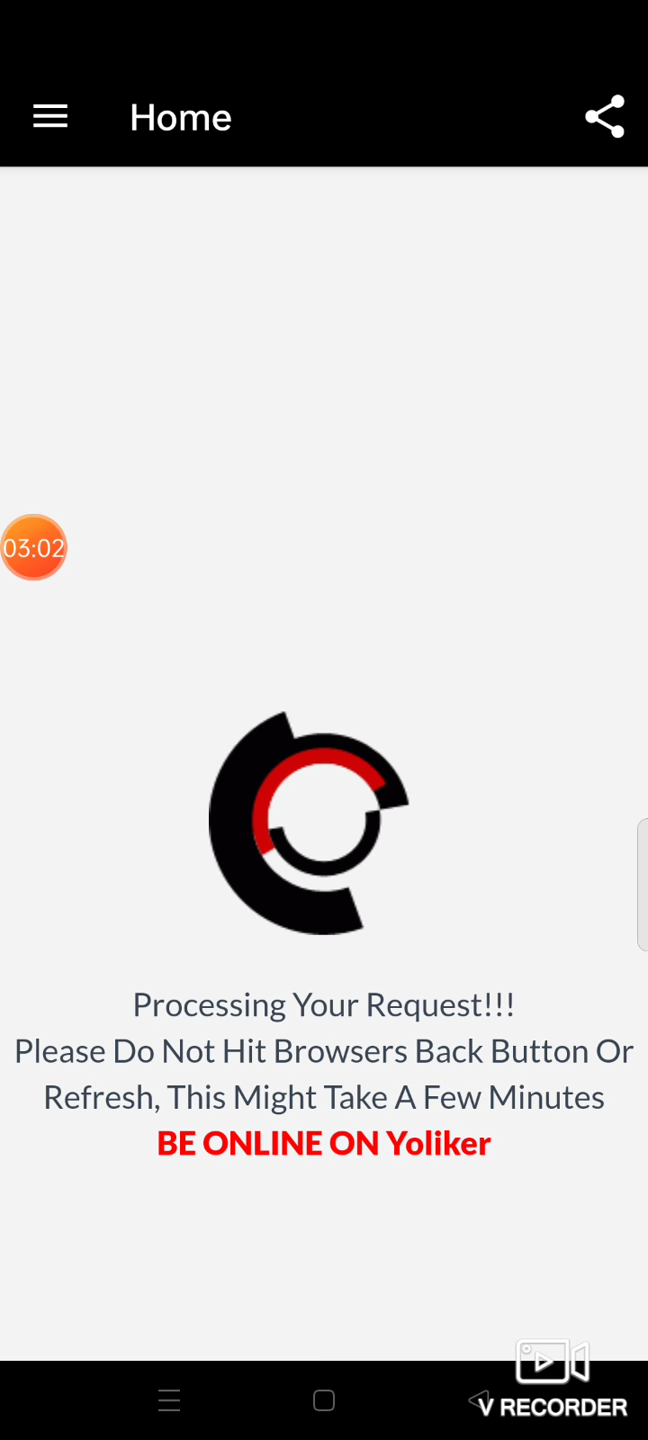 Home
03:02
Processing Your Request!!!
Please Do Not Hit Browsers Back Button Or
Refresh, This Might Take A Few Minutes
BE ONLINE ON Yoliker
V RECORDER